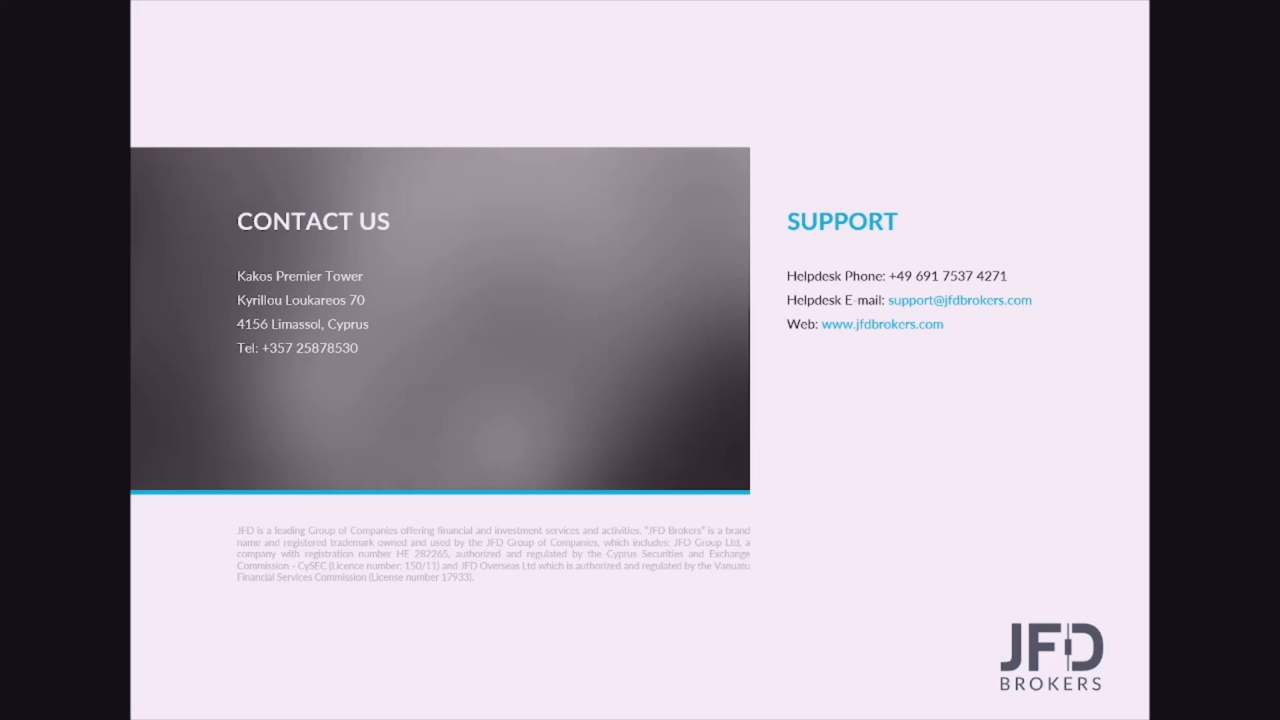 CONTACT US
Kakos Premier Tower
Kyrillou Loukareos 70
4156 Limassol, Cyprus
Tel: +357 25878530
SUPPORT
Helpdesk Phone: +49 691 7537 4271
Helpdesk E-mail: support@jfdbrokers.com
Web: www.jfdbrokers.com
JFD is a leading Group of Companies offering financial and investment services and activities. "JFD Brokers" is a brand
name and registered trademark owned and used by the JFD Group of Companies, which includes: JFD Group Ltd, a
company with registration number HE 282265, authorized and regulated by the Cyprus Securities and Exchange
Commission - CySEC (Licence number: 150/11) and JFD Overseas Ltd which is authorized and regulated by the Vanuatu
Financial Services Commission (License number 17933).
JFD
BROKERS